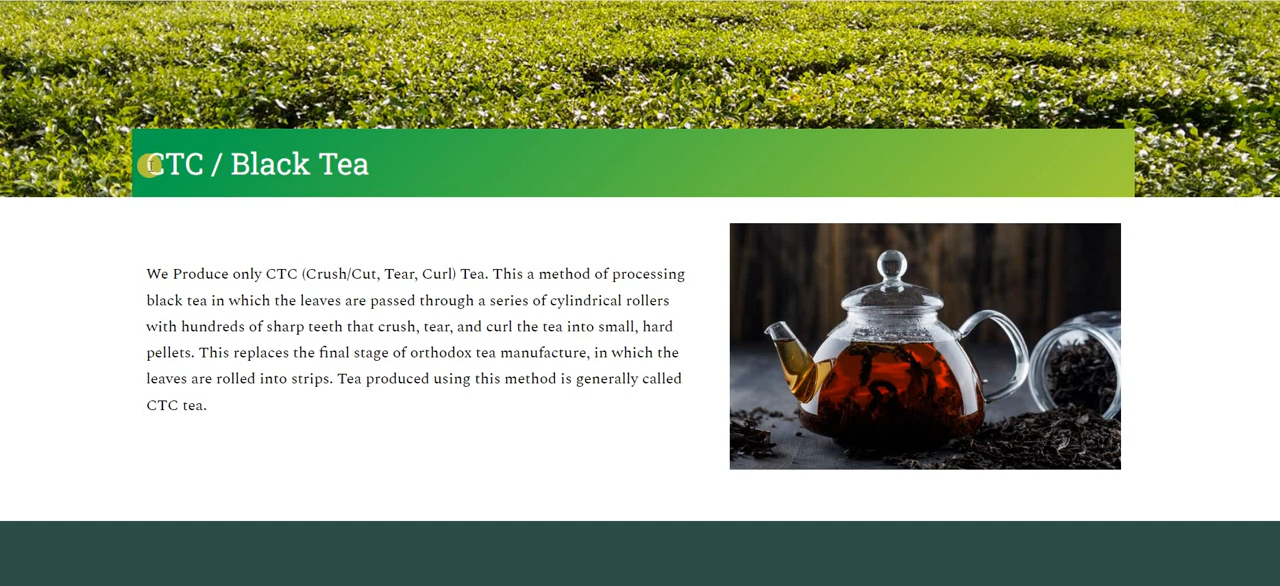 CTC / Black Tea
We Produce only CTC (Crush/Cut, Tear, Curl) Tea. This a method of processing
black tea in which the leaves are passed through a series of cylindrical rollers
with hundreds of sharp teeth that crush, tear, and curl the tea into small, hard
pellets. This replaces the final stage of orthodox tea manufacture, in which the
leaves are rolled into strips. Tea produced using this method is generally called
CTC tea.